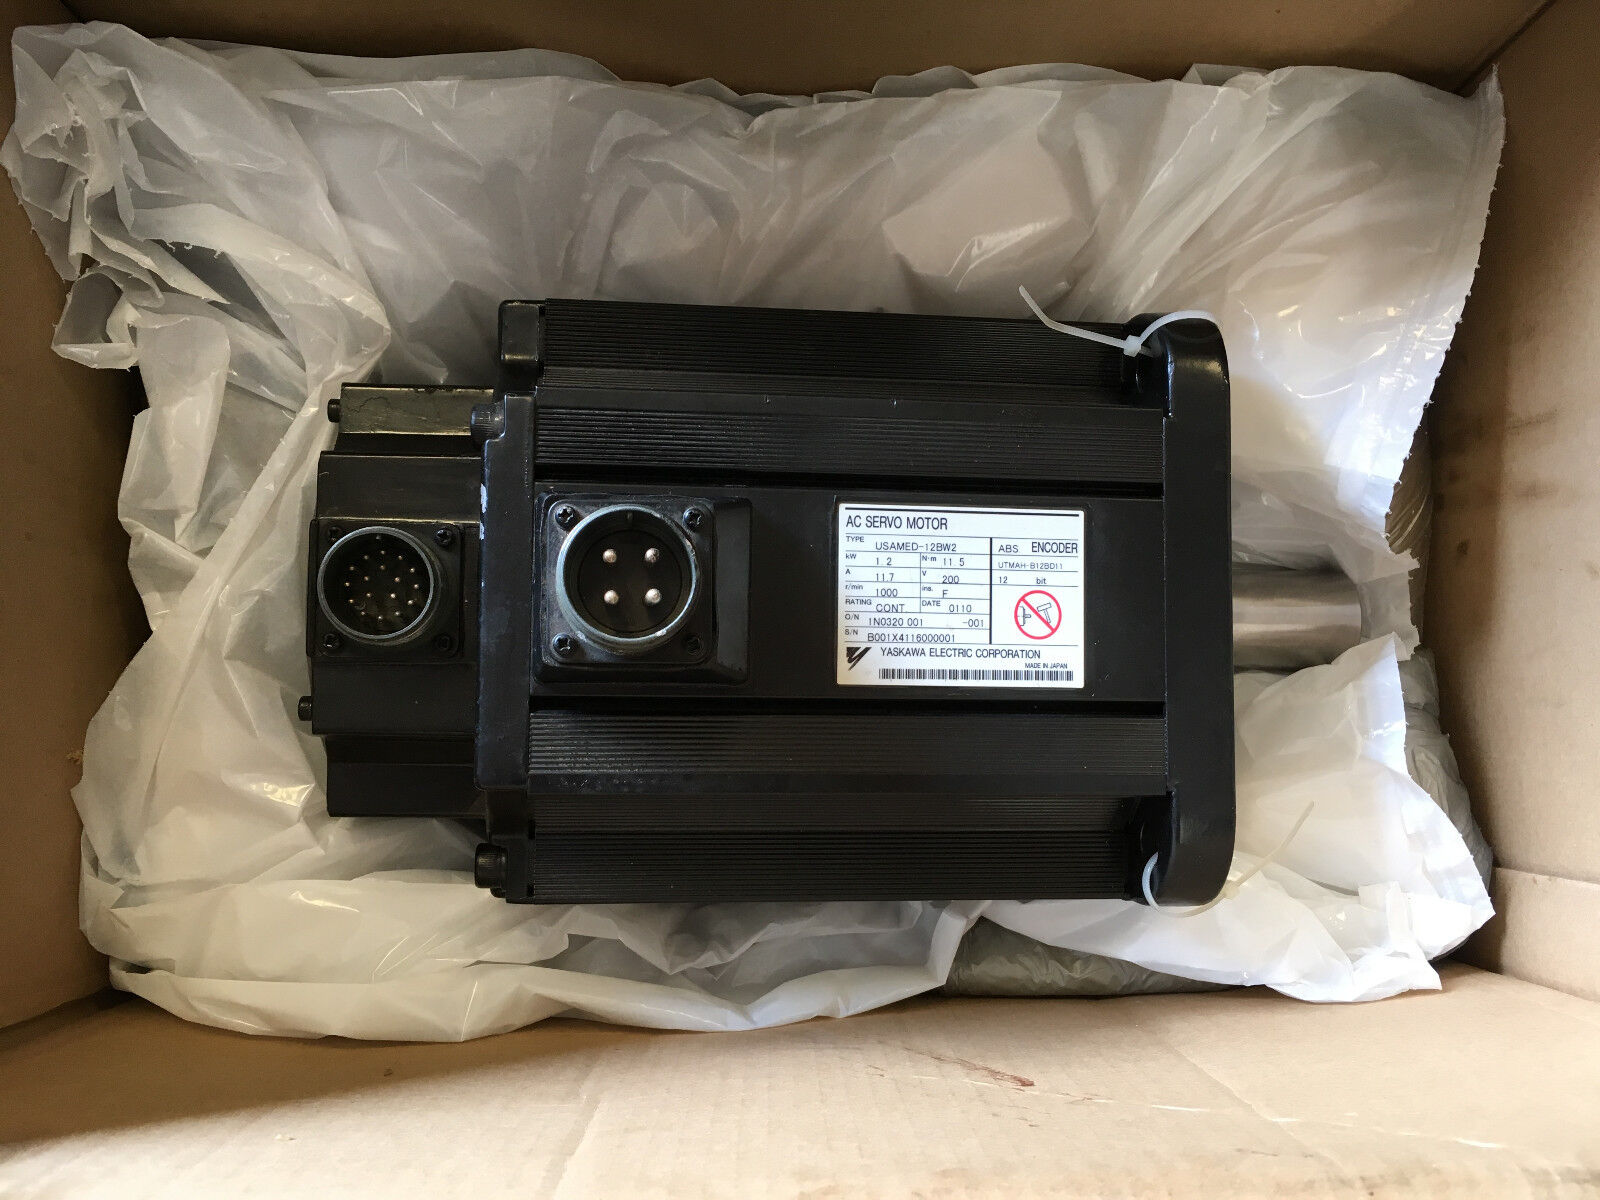 AC SERVO MOTOR
TYPE USAMED-12BW2
kW 1.2 N·m 11.5
A 11.7 V 200
r/min 1000 ins. F
RATING CONT. DATE 0110
O/N 1N0320 001 -001
S/N B001X4116000001
ABS ENCODER
UTMAH-B12BD11
12 bit
YASKAWA ELECTRIC CORPORATION
MADE IN JAPAN